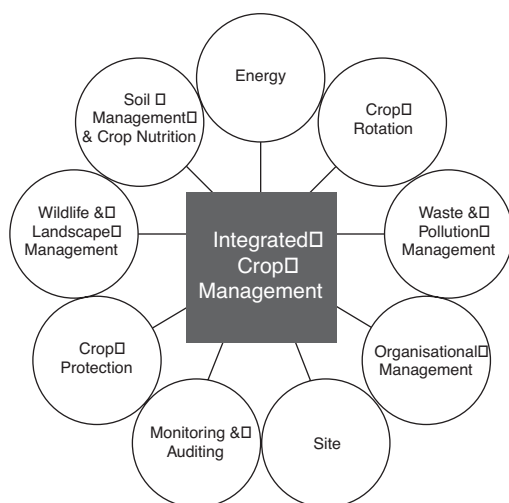 Energy
Crop
Rotation
Waste &
Pollution
Management
Organisational
Management
Site
Monitoring &
Auditing
Crop
Protection
Wildlife &
Landscape
Management
Soil
Management
& Crop Nutrition
Integrated
Crop
Management